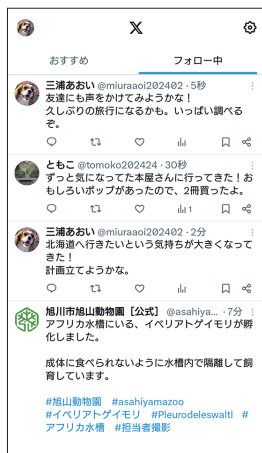 おすすめ
フォロー中
三浦あおい @miuraaoi202402・5秒
友達にも声をかけてみようかな！
久しぶりの旅行になるかも。いっぱい調べる
ぞ。
ともこ @tomoko202424・30秒
ずっと気になってた本屋さんに行ってきた！お
もしろいポップがあったので、2冊買ったよ。
1
三浦あおい @miuraaoi202402・2分
北海道へ行きたいという気持ちが大きくなって
きた！
計画立てようかな。
旭川市旭山動物園［公式］ @asahiya...・7分
アフリカ水槽にいる、イベリアトゲイモリが孵
化しました。
成体に食べられないように水槽内で隔離して飼
育しています。
#旭山動物園 #asahiyamazoo
#イベリアトゲイモリ #Pleurodeleswaltl #
アフリカ水槽 #担当者撮影